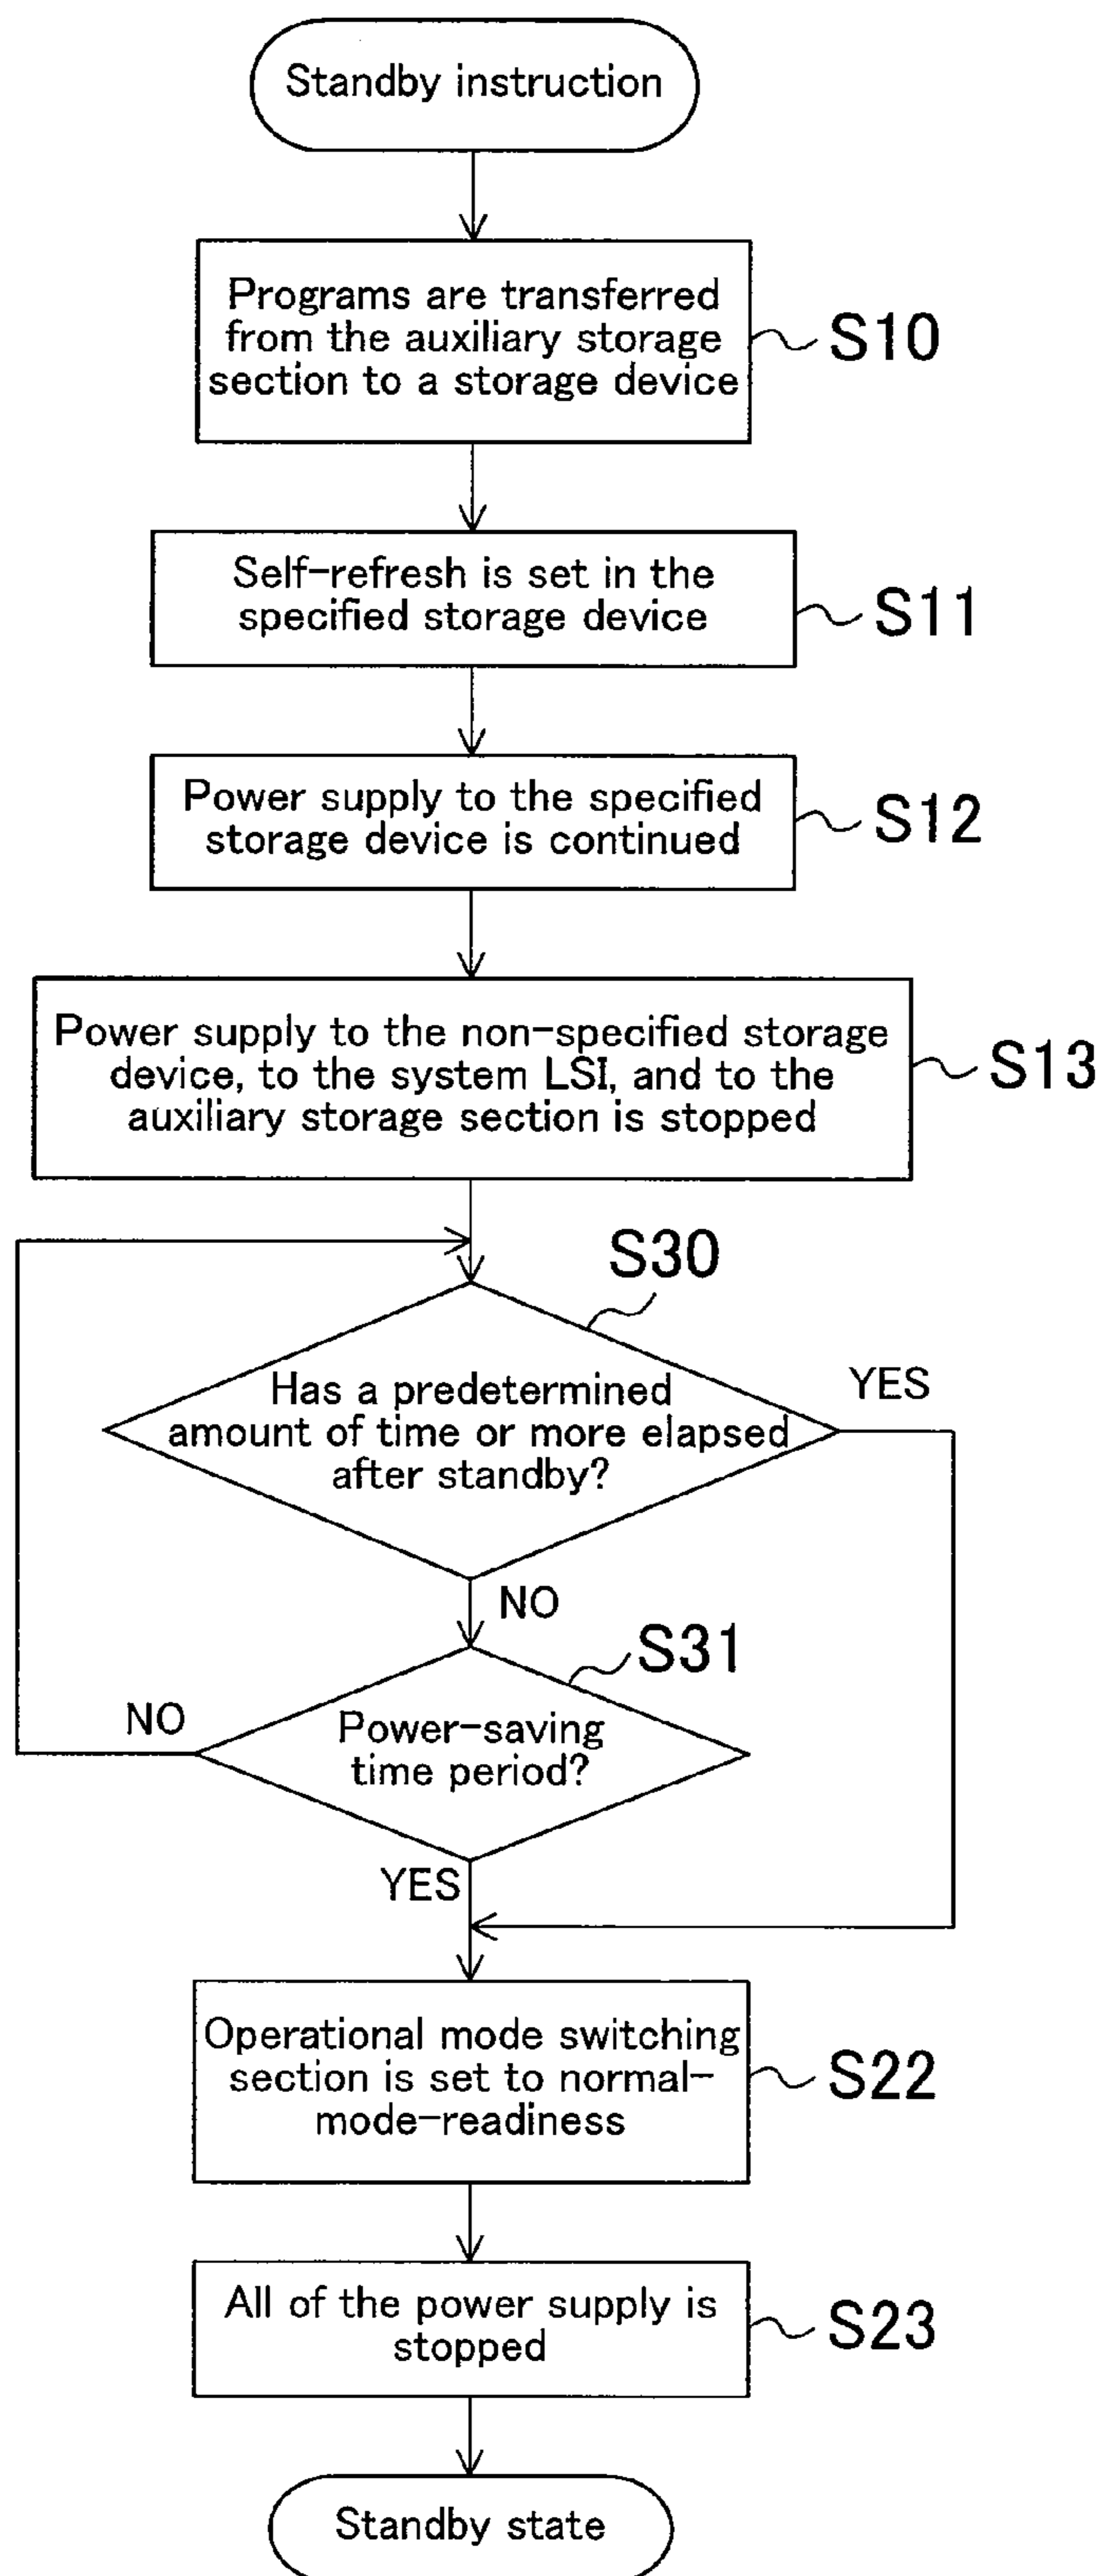 Standby instruction
Programs are transferred
from the auxiliary storage
section to a storage device
S10
Self-refresh is set in the
specified storage device
S11
Power supply to the specified
storage device is continued
S12
Power supply to the non-specified storage
device, to the system LSI, and to the
auxiliary storage section is stopped
S13
S30
Has a predetermined
amount of time or more elapsed
after standby?
YES
NO
S31
Power-saving
time period?
NO
YES
Operational mode switching
section is set to normal-
mode-readiness
S22
All of the power supply is
stopped
S23
Standby state